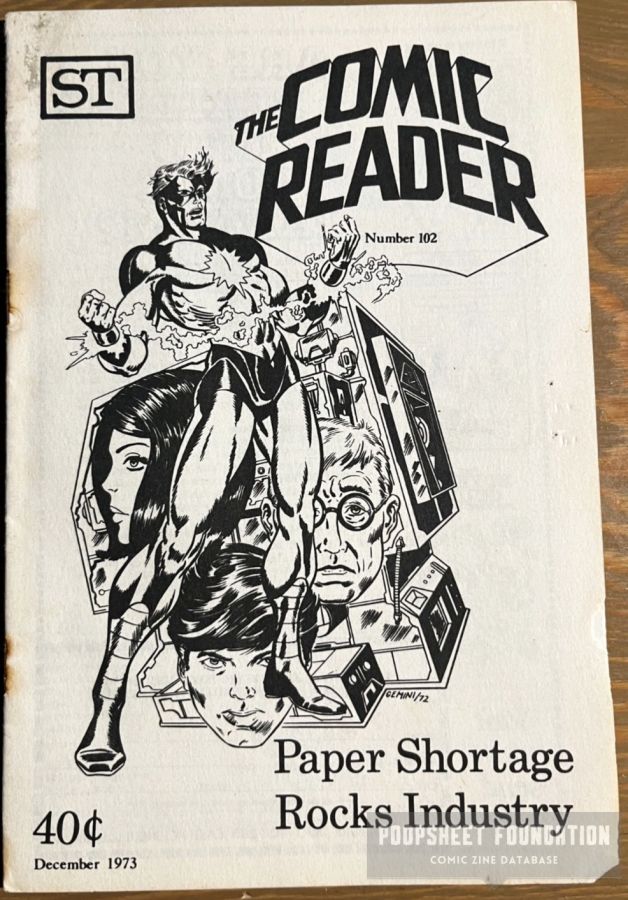 ST
THE COMIC
READER
Number 102
GEMINI/72
Paper Shortage
Rocks Industry
40¢
December 1973
POOPSHEET FOUNDATION
COMIC ZINE DATABASE